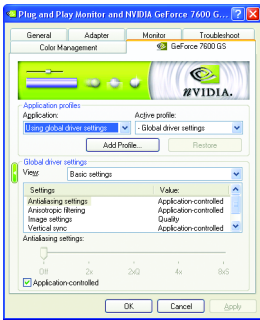 Plug and Play Monitor and NVIDIA GeForce 7600 G...
General Adapter Monitor Troubleshoot
Color Management GeForce 7600 GS
NVIDIA.
Application profiles
Application: Active profile:
Using global driver settings - Global driver settings
Add Profile... Restore
Global driver settings
View: Basic settings
Settings Value:
Antialiasing settings Application-controlled
Anisotropic filtering Application-controlled
Image settings Quality
Vertical sync Application-controlled
Antialiasing settings:
Off 2x 2xQ 4x 8xS
Application-controlled
OK Cancel Apply